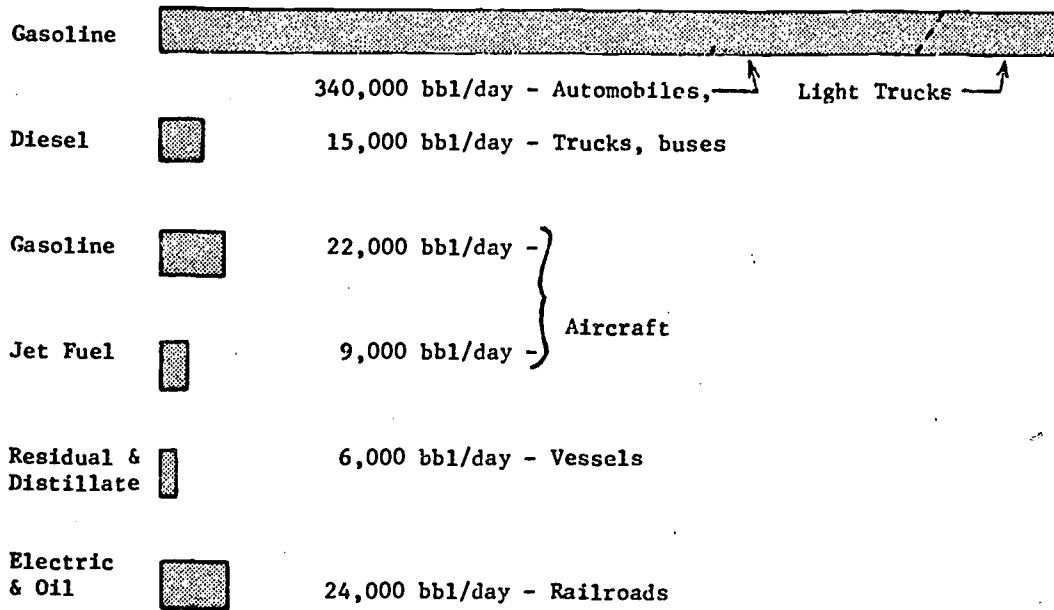 Gasoline
340,000 bbl/day - Automobiles, Light Trucks
Diesel 15,000 bbl/day - Trucks, buses
Gasoline 22,000 bbl/day -
Aircraft
Jet Fuel 9,000 bbl/day -
Residual & 6,000 bbl/day - Vessels
Distillate
Electric
& Oil 24,000 bbl/day - Railroads